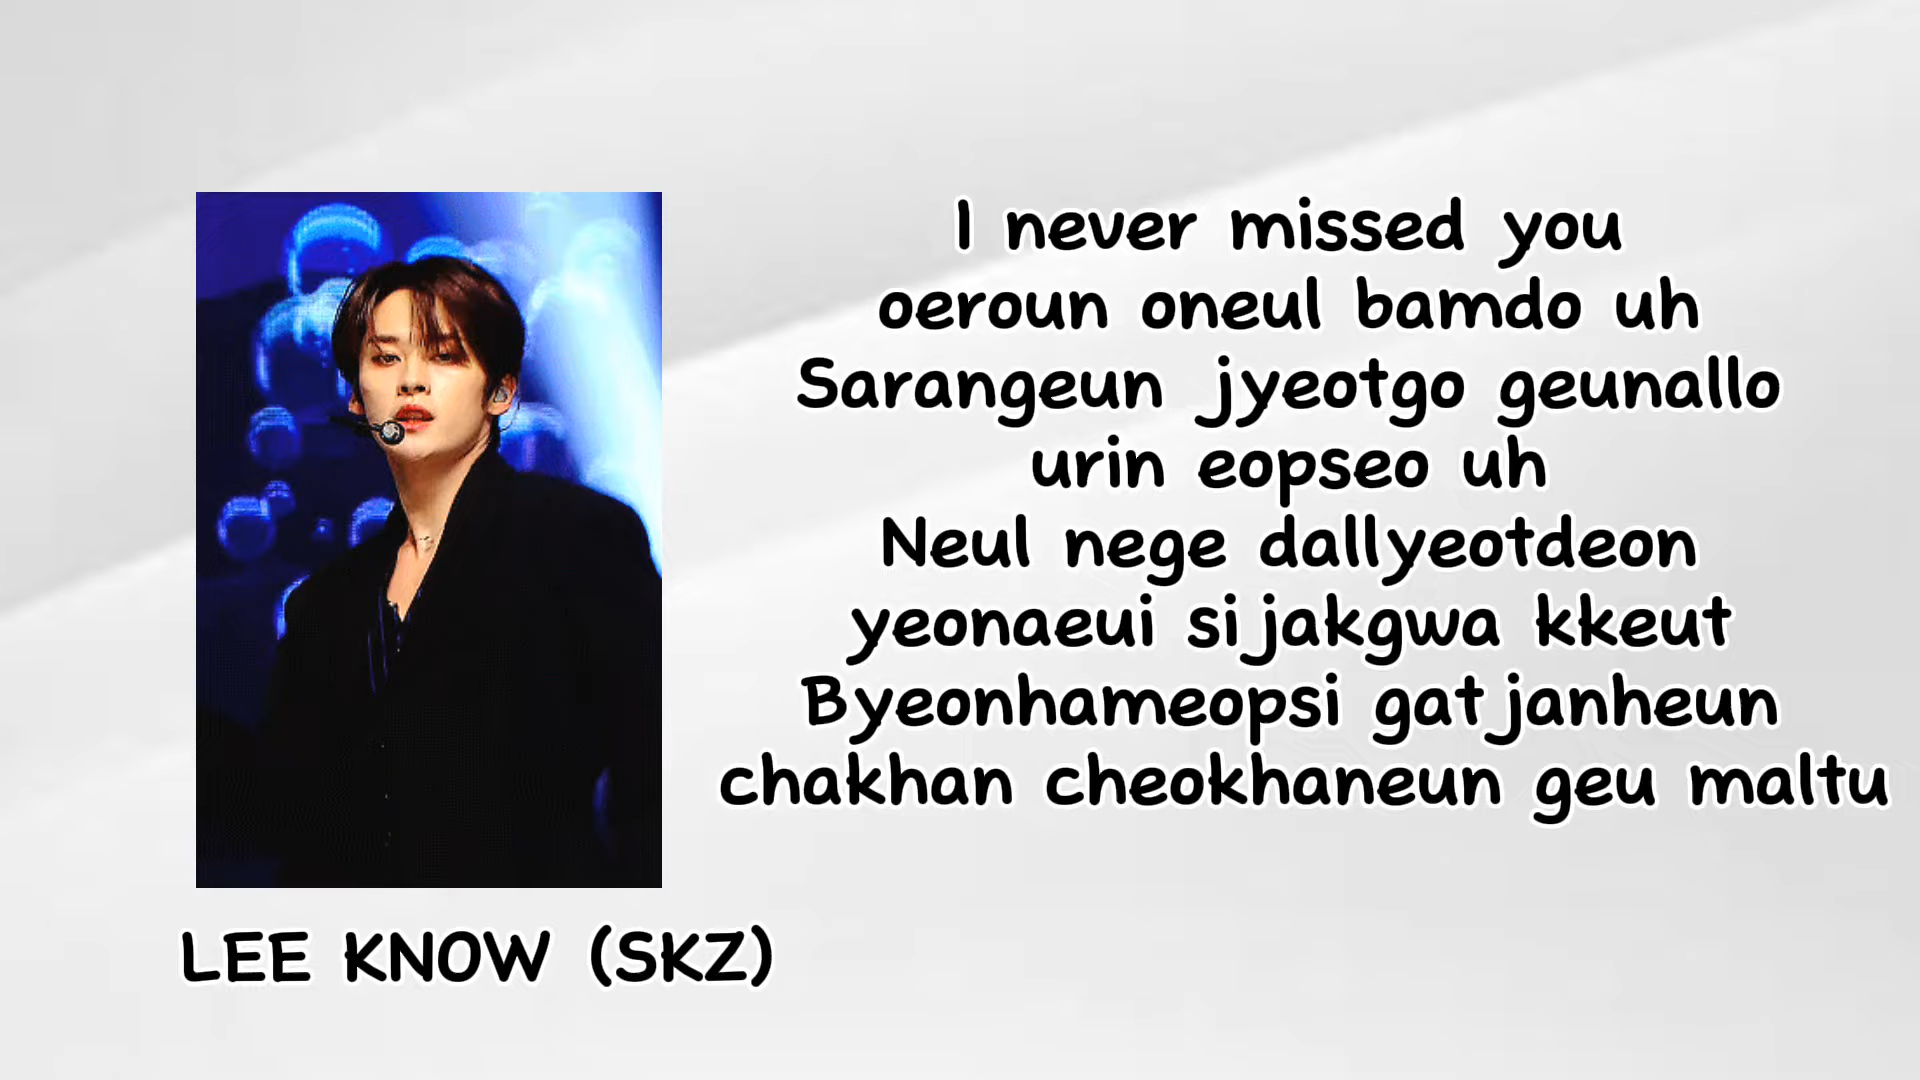 I never missed you
oeroun oneul bamdo uh
Sarangeun jyeotgo geunallo
urin eopseo uh
Neul nege dallyeotdeon
yeonaeui sijakgwa kkeut
Byeonhameopsi gatjanheun
chakhan cheokhaneun geu maltu
LEE KNOW (SKZ)